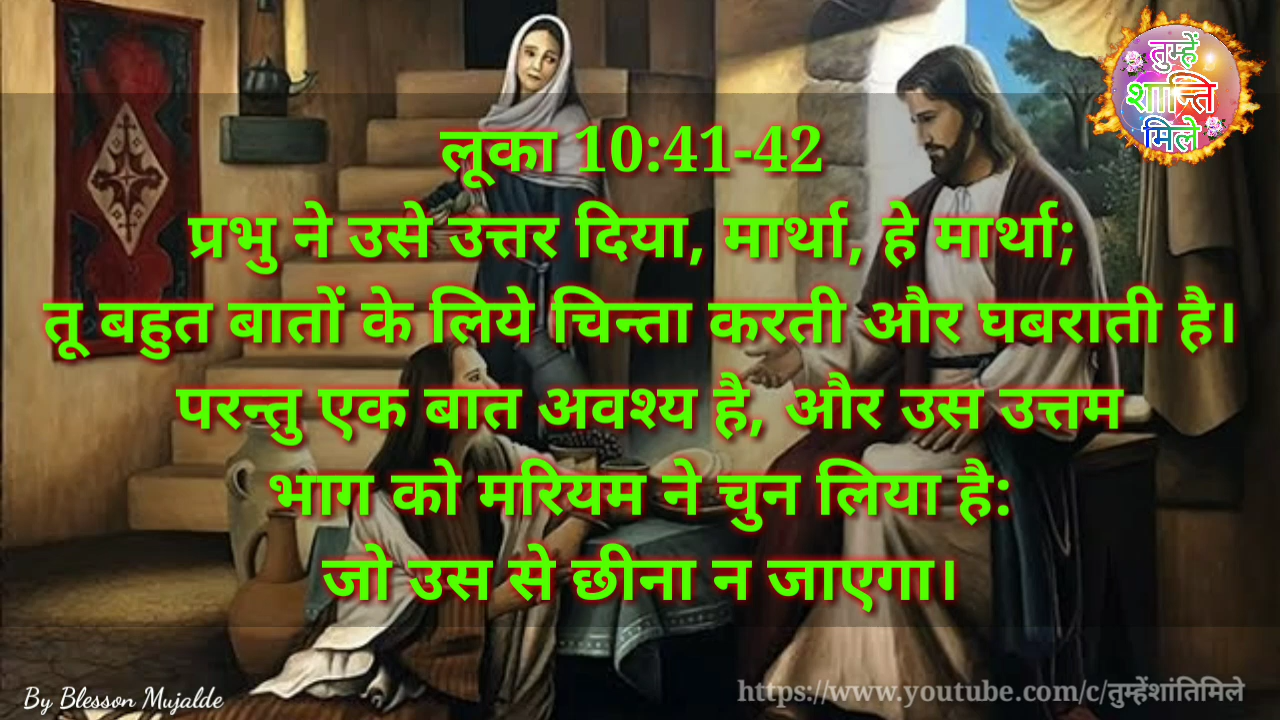 तुम्हें
शान्ति
मिले
लूका 10:41-42
प्रभु ने उसे उत्तर दिया, मार्था, हे मार्था;
तू बहुत बातों के लिये चिन्ता करती और घबराती है।
परन्तु एक बात अवश्य है, और उस उत्तम
भाग को मरियम ने चुन लिया है:
जो उस से छीना न जाएगा।
By Blesson Mujalde
https://www.youtube.com/c/तुम्हेंशांतिमिले